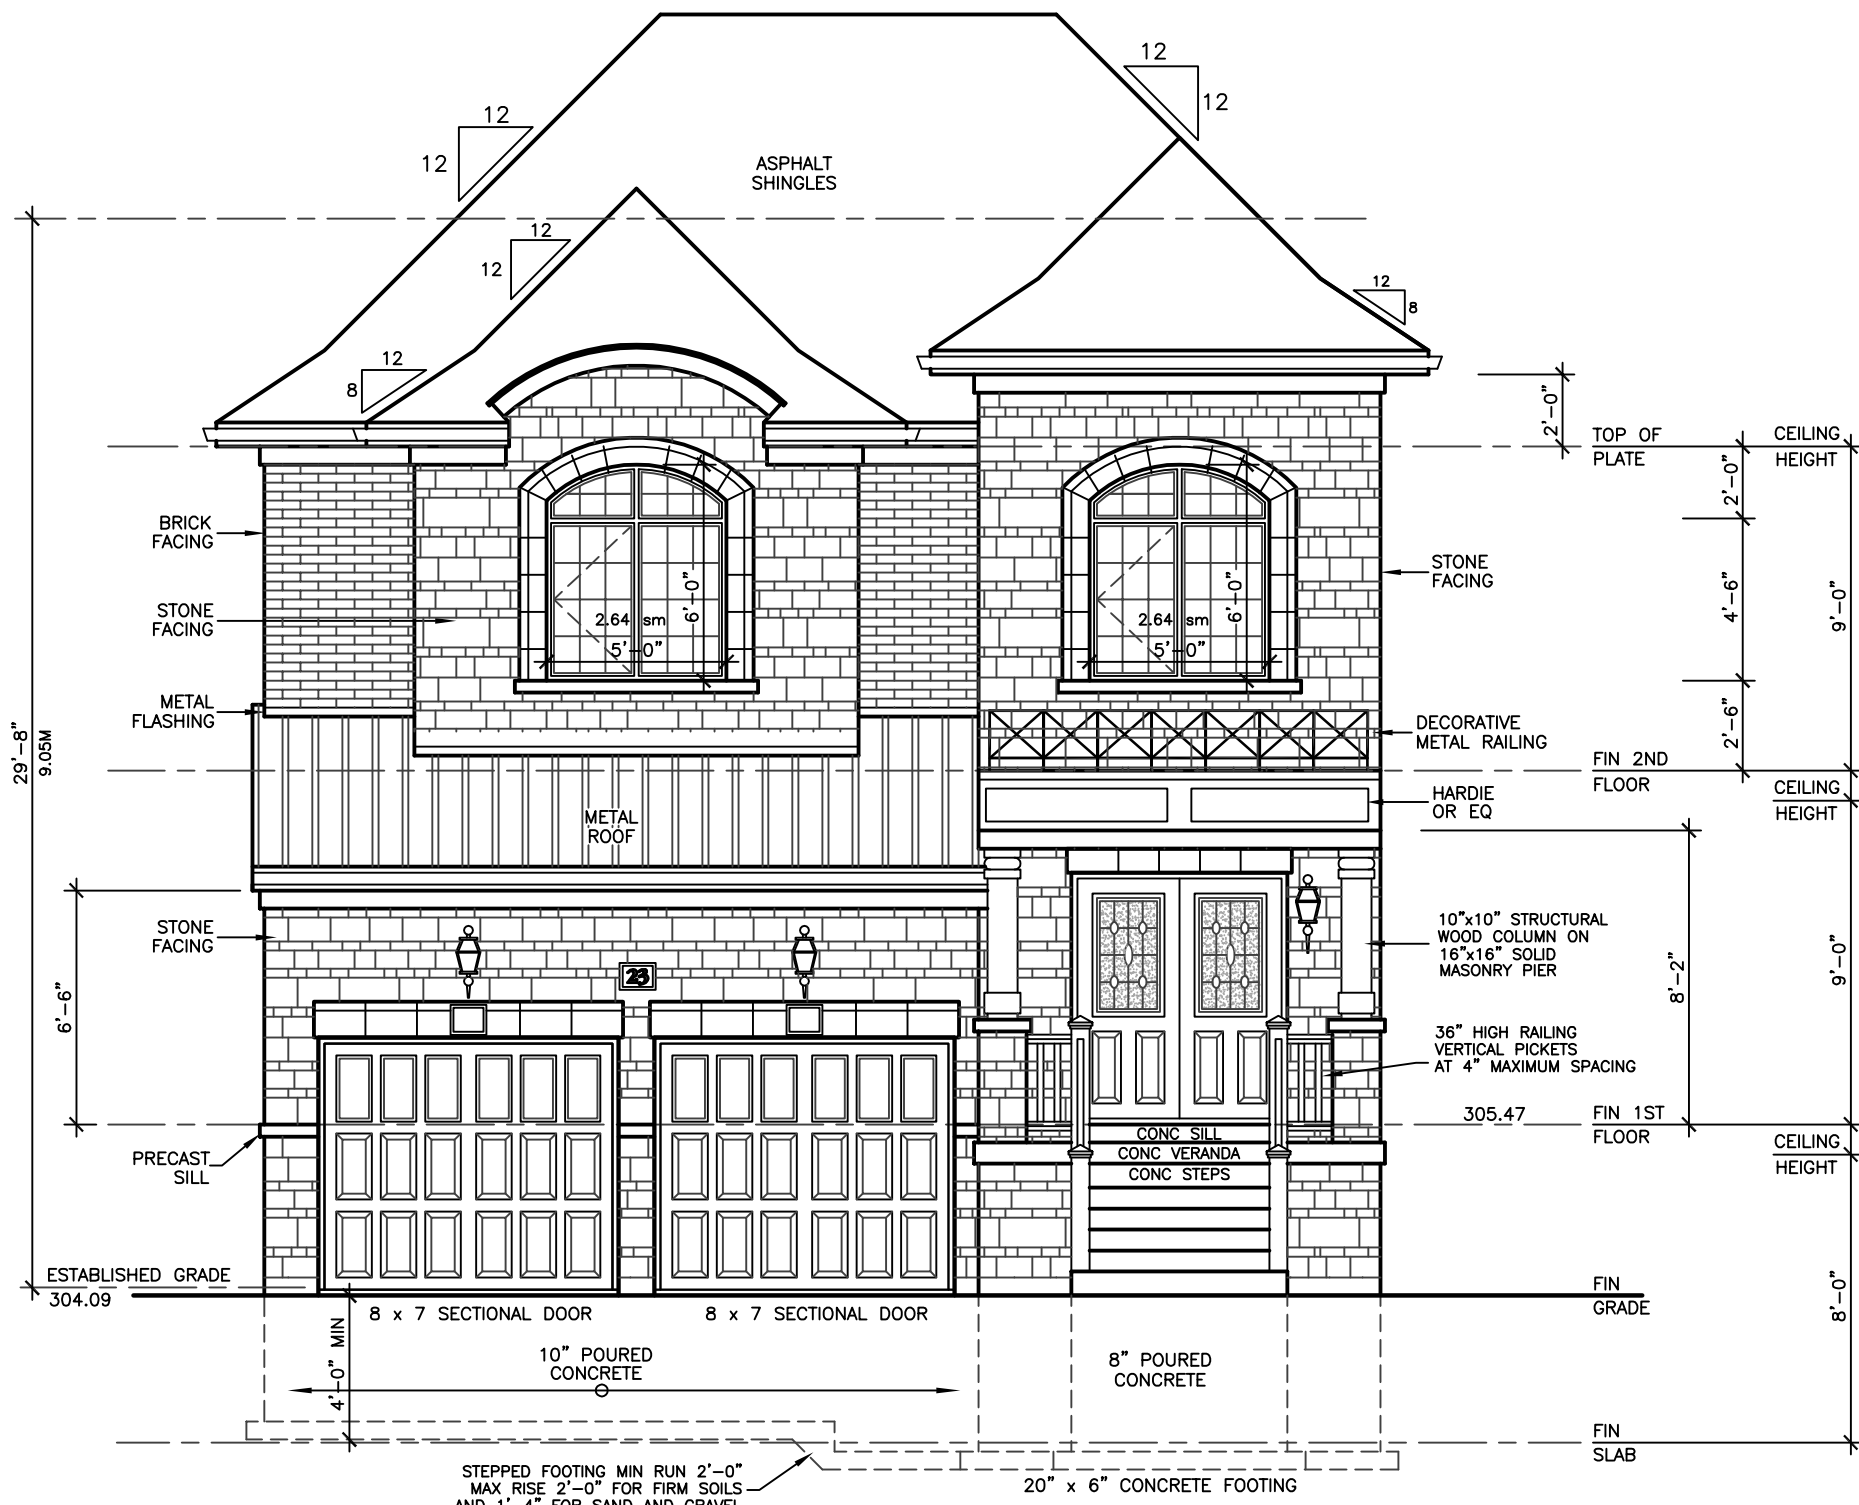 12
12
12
12
ASPHALT
SHINGLES
12
12
12
8
12
8
2'-0"
TOP OF
PLATE
CEILING
HEIGHT
2'-0"
BRICK
FACING
STONE
FACING
STONE
FACING
2.64 sm
5'-0"
6'-0"
2.64 sm
5'-0"
6'-0"
4'-6"
9'-0"
METAL
FLASHING
DECORATIVE
METAL RAILING
2'-6"
29'-8"
9.05M
FIN 2ND
FLOOR
CEILING
HEIGHT
METAL
ROOF
HARDIE
OR EQ
STONE
FACING
10"x10" STRUCTURAL
WOOD COLUMN ON
16"x16" SOLID
MASONRY PIER
23
8'-2"
9'-0"
6'-6"
36" HIGH RAILING
VERTICAL PICKETS
AT 4" MAXIMUM SPACING
305.47
FIN 1ST
FLOOR
CONC SILL
CONC VERANDA
CONC STEPS
CEILING
HEIGHT
PRECAST
SILL
ESTABLISHED GRADE
304.09
FIN
GRADE
8'-0"
8 x 7 SECTIONAL DOOR
8 x 7 SECTIONAL DOOR
4'-0" MIN
10" POURED
CONCRETE
8" POURED
CONCRETE
FIN
SLAB
STEPPED FOOTING MIN RUN 2'-0"
MAX RISE 2'-0" FOR FIRM SOILS
AND 1'-4" FOR SAND AND GRAVEL
20" x 6" CONCRETE FOOTING